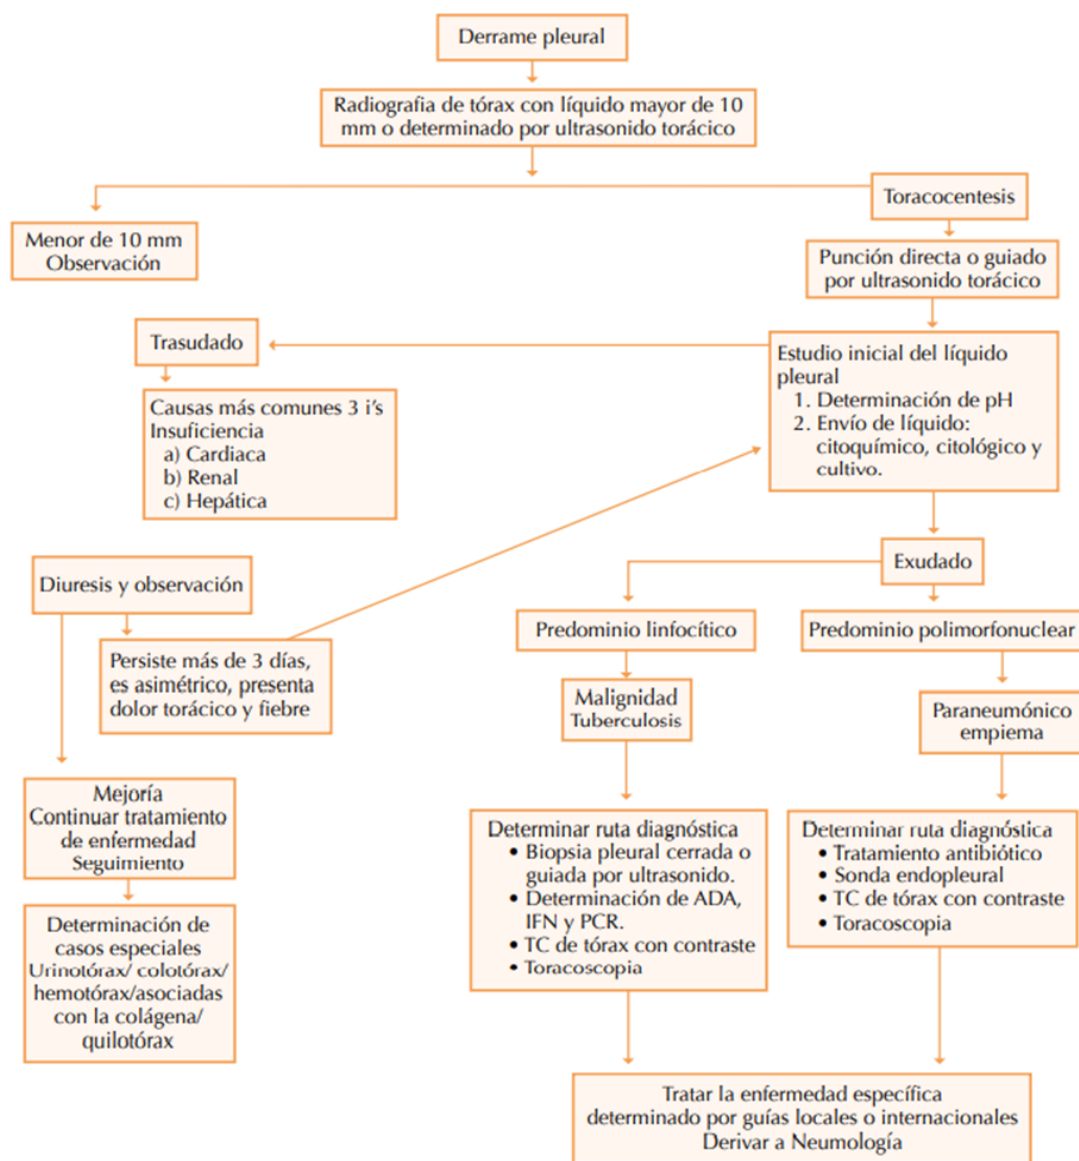 Derrame pleural
Radiografia de tórax con líquido mayor de 10
mm o determinado por ultrasonido torácico
Toracocentesis
Menor de 10 mm
Observación
Punción directa o guiado
por ultrasonido torácico
Trasudado
Estudio inicial del líquido
pleural
1. Determinación de pH
2. Envío de líquido:
citoquímico, citológico y
cultivo.
Causas más comunes 3 i's
Insuficiencia
a) Cardiaca
b) Renal
c) Hepática
Exudado
Diuresis y observación
Predominio linfocítico
Predominio polimorfonuclear
Persiste más de 3 días,
es asimétrico, presenta
dolor torácico y fiebre
Malignidad
Tuberculosis
Paraneumónico
empiema
Mejoría
Continuar tratamiento
de enfermedad
Seguimiento
Determinar ruta diagnóstica
• Biopsia pleural cerrada o
guiada por ultrasonido.
• Determinación de ADA,
IFN y PCR.
• TC de tórax con contraste
• Toracoscopia
Determinar ruta diagnóstica
• Tratamiento antibiótico
• Sonda endopleural
• TC de tórax con contraste
• Toracoscopia
Determinación de
casos especiales
Urinotórax/ colotórax/
hemotórax/asociadas
con la colágena/
quilotórax
Tratar la enfermedad específica
determinado por guías locales o internacionales
Derivar a Neumología